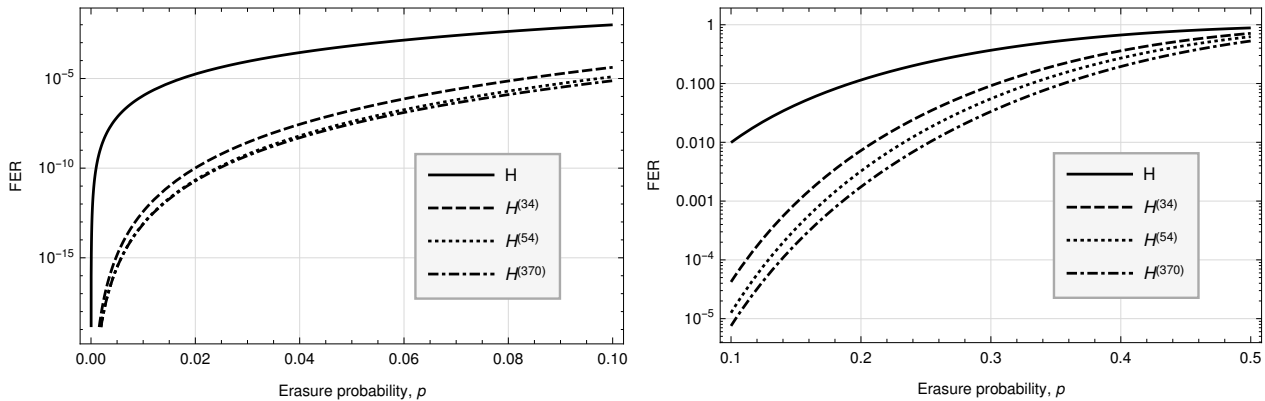 FER
10^−5
10^−10
10^−15
0.00 0.02 0.04 0.06 0.08 0.10
Erasure probability, p
H
H^(34)
H^(54)
H^(370)
FER
1
0.100
0.010
0.001
10^−4
10^−5
0.1 0.2 0.3 0.4 0.5
Erasure probability, p
H
H^(34)
H^(54)
H^(370)